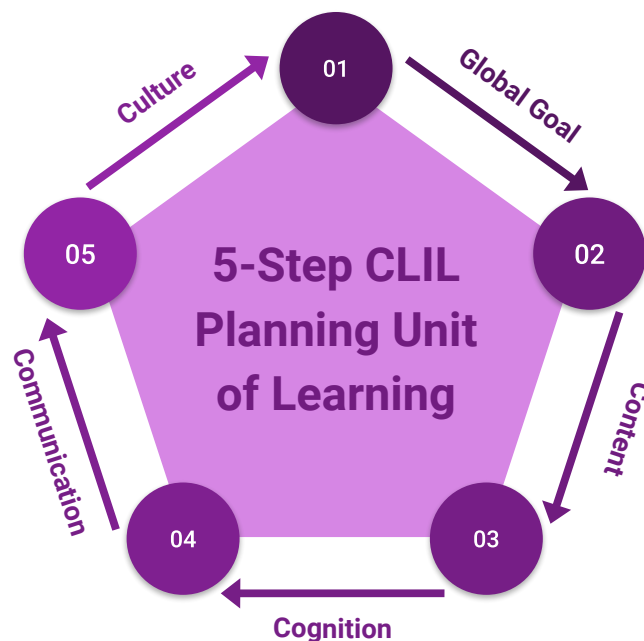 01
Global Goal
02
Content
03
Cognition
04
Communication
05
Culture
5-Step CLIL
Planning Unit
of Learning